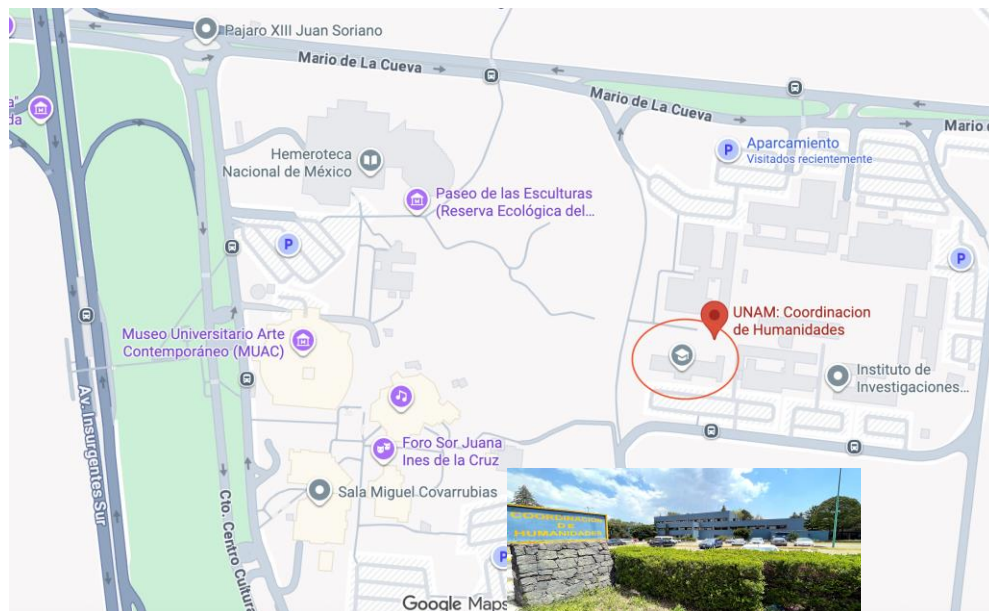 Pajaro XIII Juan Soriano
Mario de La Cueva
Mario de La Cueva
Mario d
Aparcamiento
Visitados recientemente
P
Hemeroteca
Nacional de México
Paseo de las Esculturas
(Reserva Ecológica del...
a"
da
P
P
UNAM: Coordinacion
de Humanidades
Museo Universitario Arte
Contemporáneo (MUAC)
Instituto de
Investigaciones...
Av. Insurgentes Sur
Foro Sor Juana
Ines de la Cruz
Sala Miguel Covarrubias
Cto. Centro Cultura
COORDINACION
DE
HUMANIDADES
P
Google Maps